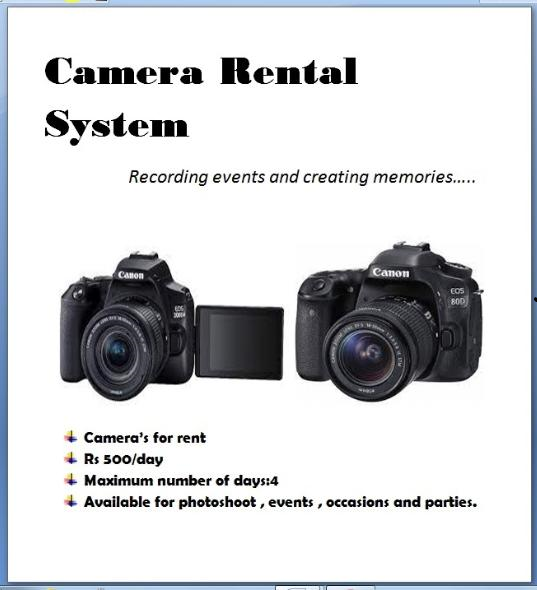 Camera Rental
System
Recording events and creating memories.....
Canon
Canon
EOS
EOS
80D
Camera's for rent
Rs 500/day
Maximum number of days:4
Available for photoshoot , events , occasions and parties.